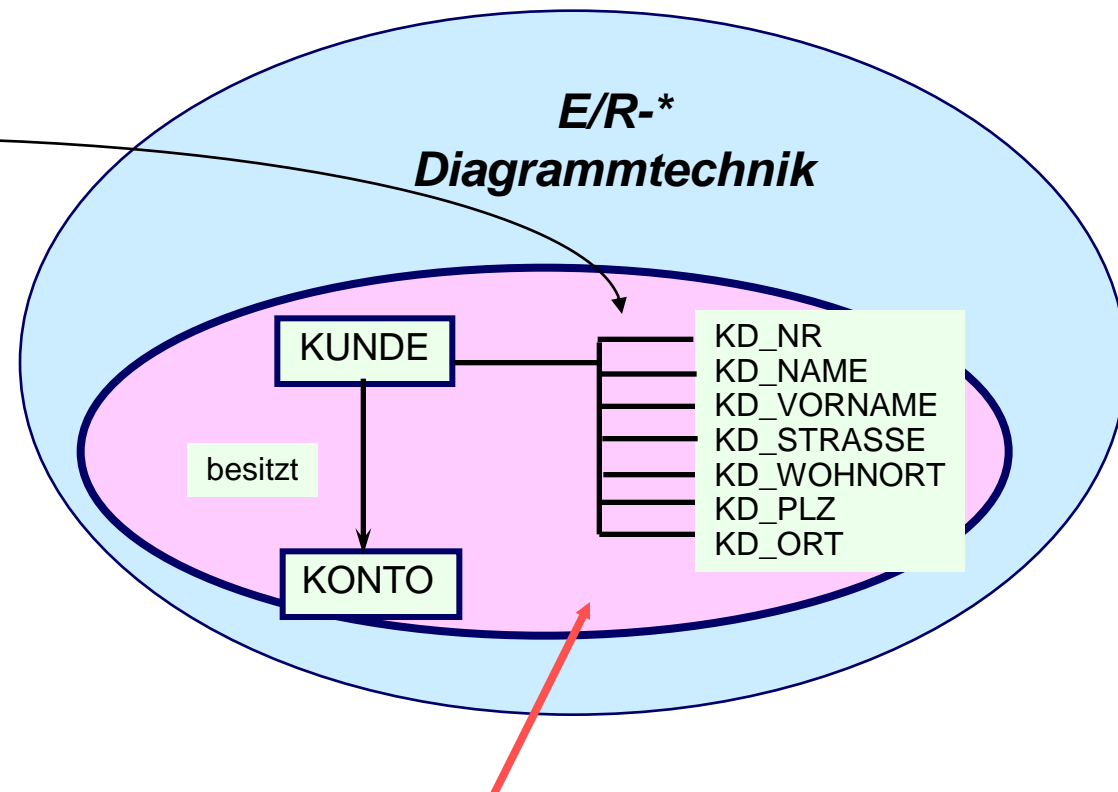 E/R-*
Diagrammtechnik
KUNDE
KD_NR
KD_NAME
KD_VORNAME
KD_STRASSE
KD_WOHNORT
KD_PLZ
KD_ORT
besitzt
KONTO